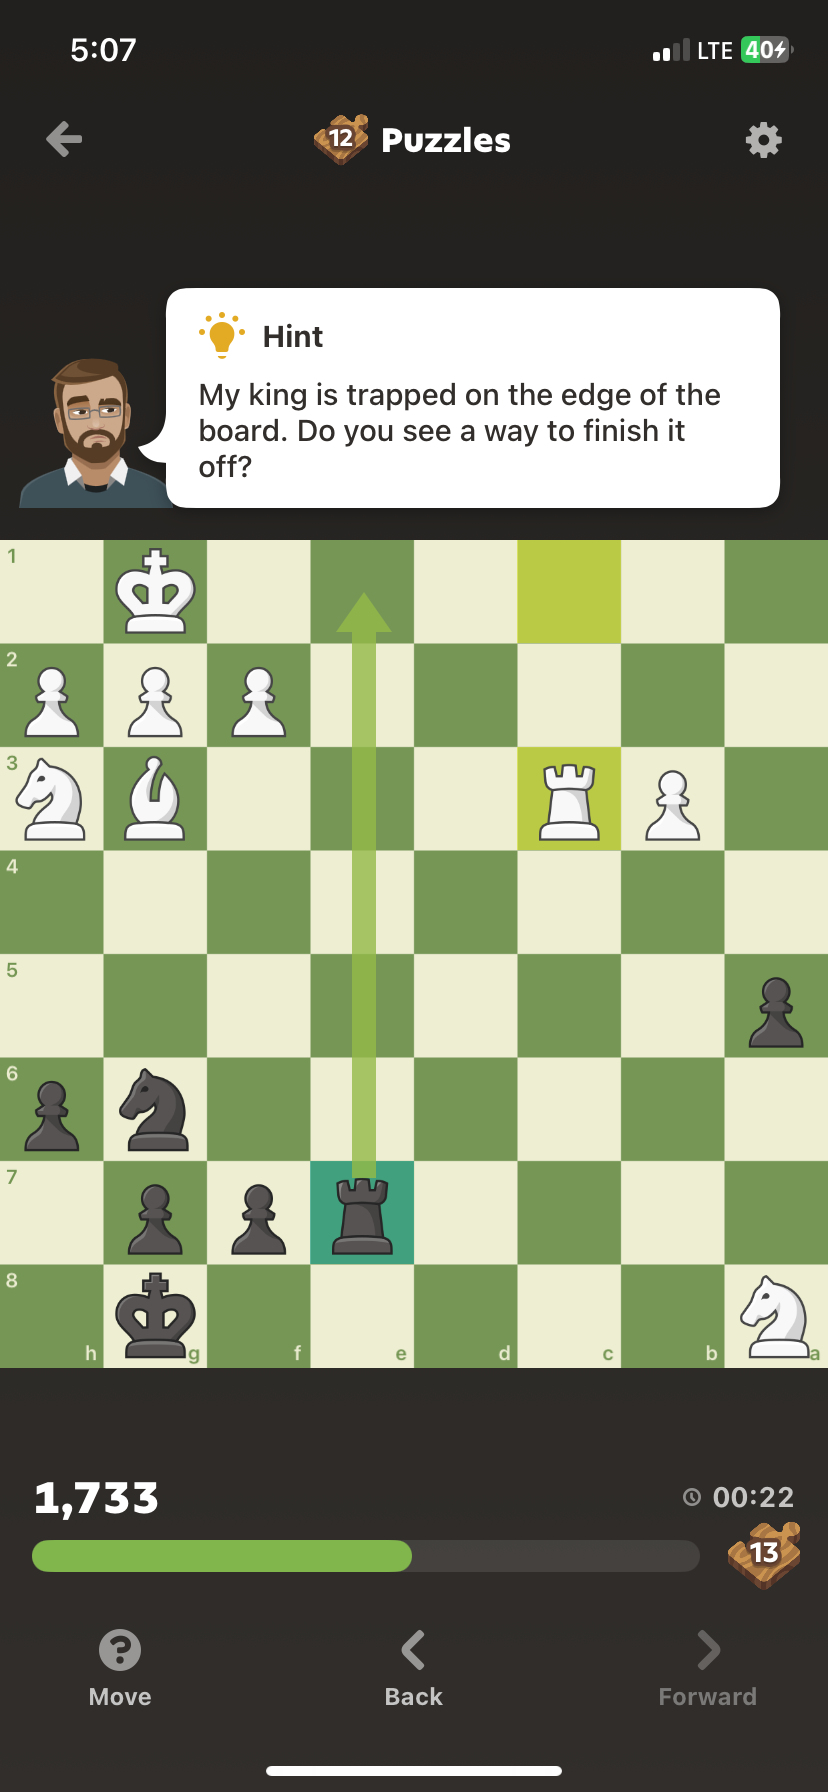 5:07
LTE 40
12 Puzzles
Hint
My king is trapped on the edge of the
board. Do you see a way to finish it
off?
1
2
3
4
5
6
7
8
h g f e d c b a
1,733 00:22
13
Move Back Forward